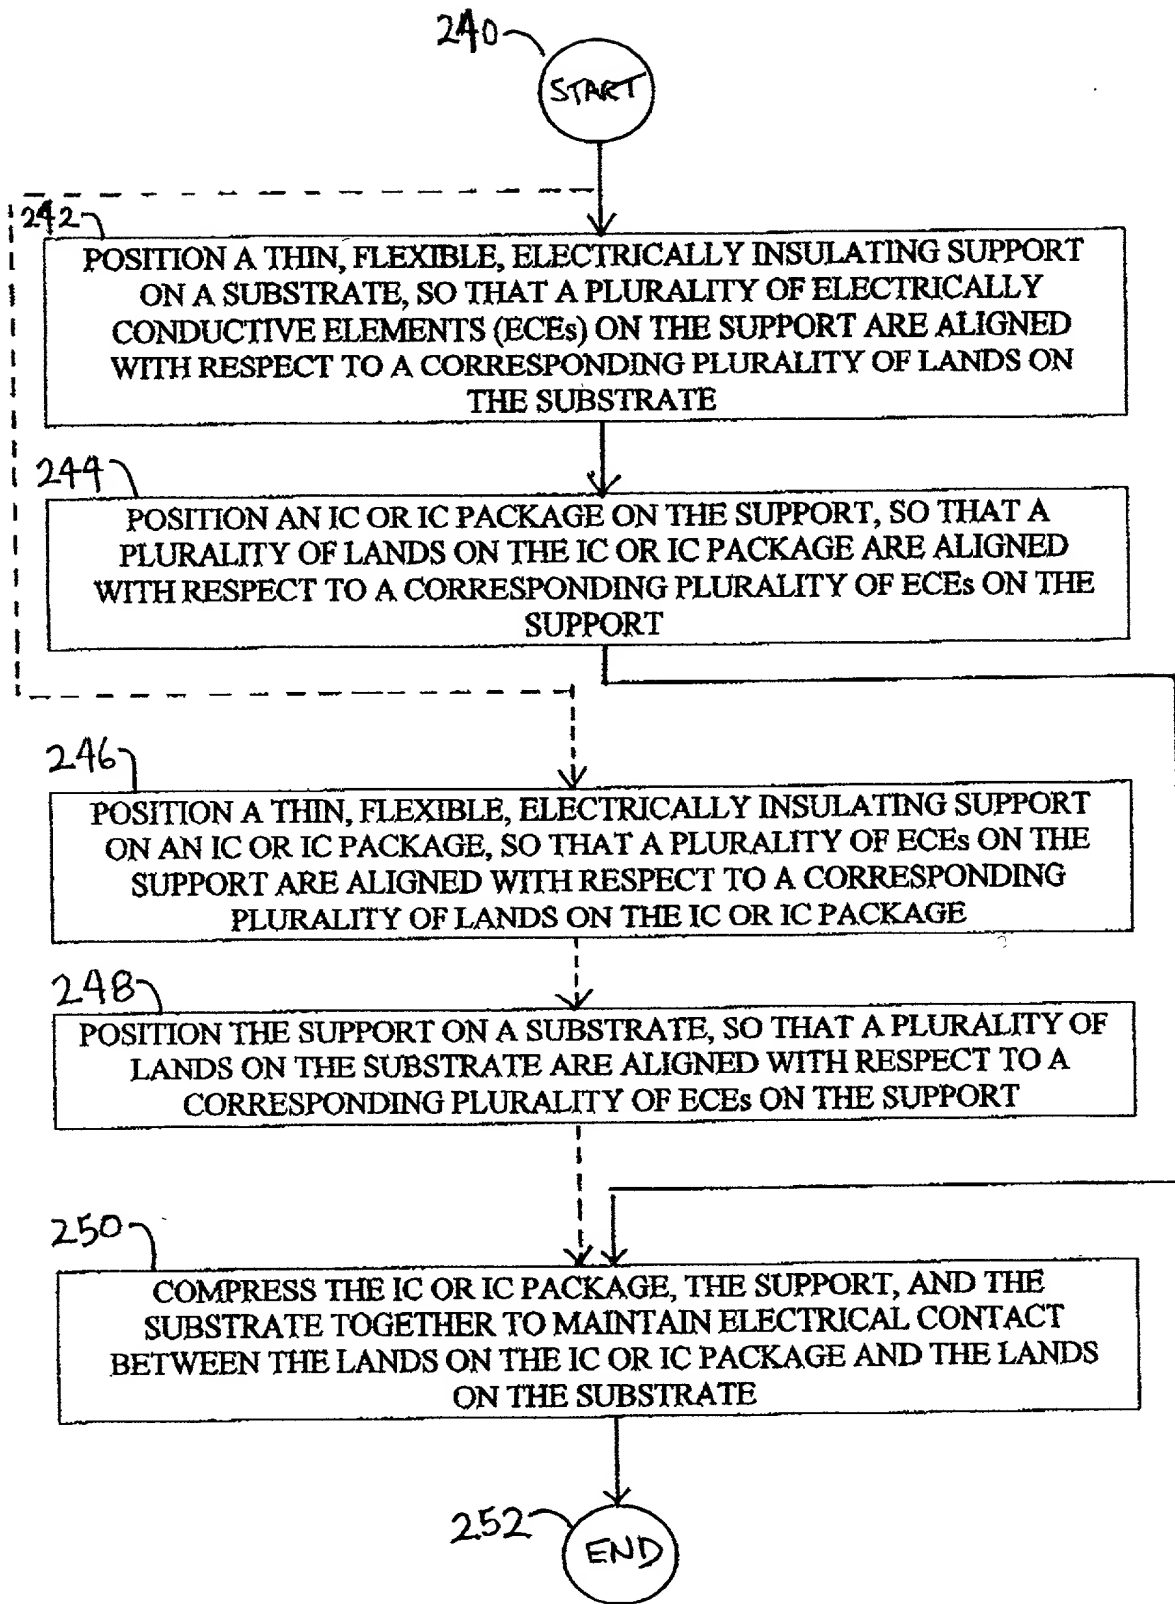 240
START
242
POSITION A THIN, FLEXIBLE, ELECTRICALLY INSULATING SUPPORT
ON A SUBSTRATE, SO THAT A PLURALITY OF ELECTRICALLY
CONDUCTIVE ELEMENTS (ECEs) ON THE SUPPORT ARE ALIGNED
WITH RESPECT TO A CORRESPONDING PLURALITY OF LANDS ON
THE SUBSTRATE
244
POSITION AN IC OR IC PACKAGE ON THE SUPPORT, SO THAT A
PLURALITY OF LANDS ON THE IC OR IC PACKAGE ARE ALIGNED
WITH RESPECT TO A CORRESPONDING PLURALITY OF ECEs ON THE
SUPPORT
246
POSITION A THIN, FLEXIBLE, ELECTRICALLY INSULATING SUPPORT
ON AN IC OR IC PACKAGE, SO THAT A PLURALITY OF ECEs ON THE
SUPPORT ARE ALIGNED WITH RESPECT TO A CORRESPONDING
PLURALITY OF LANDS ON THE IC OR IC PACKAGE
248
POSITION THE SUPPORT ON A SUBSTRATE, SO THAT A PLURALITY OF
LANDS ON THE SUBSTRATE ARE ALIGNED WITH RESPECT TO A
CORRESPONDING PLURALITY OF ECEs ON THE SUPPORT
250
COMPRESS THE IC OR IC PACKAGE, THE SUPPORT, AND THE
SUBSTRATE TOGETHER TO MAINTAIN ELECTRICAL CONTACT
BETWEEN THE LANDS ON THE IC OR IC PACKAGE AND THE LANDS
ON THE SUBSTRATE
252
END